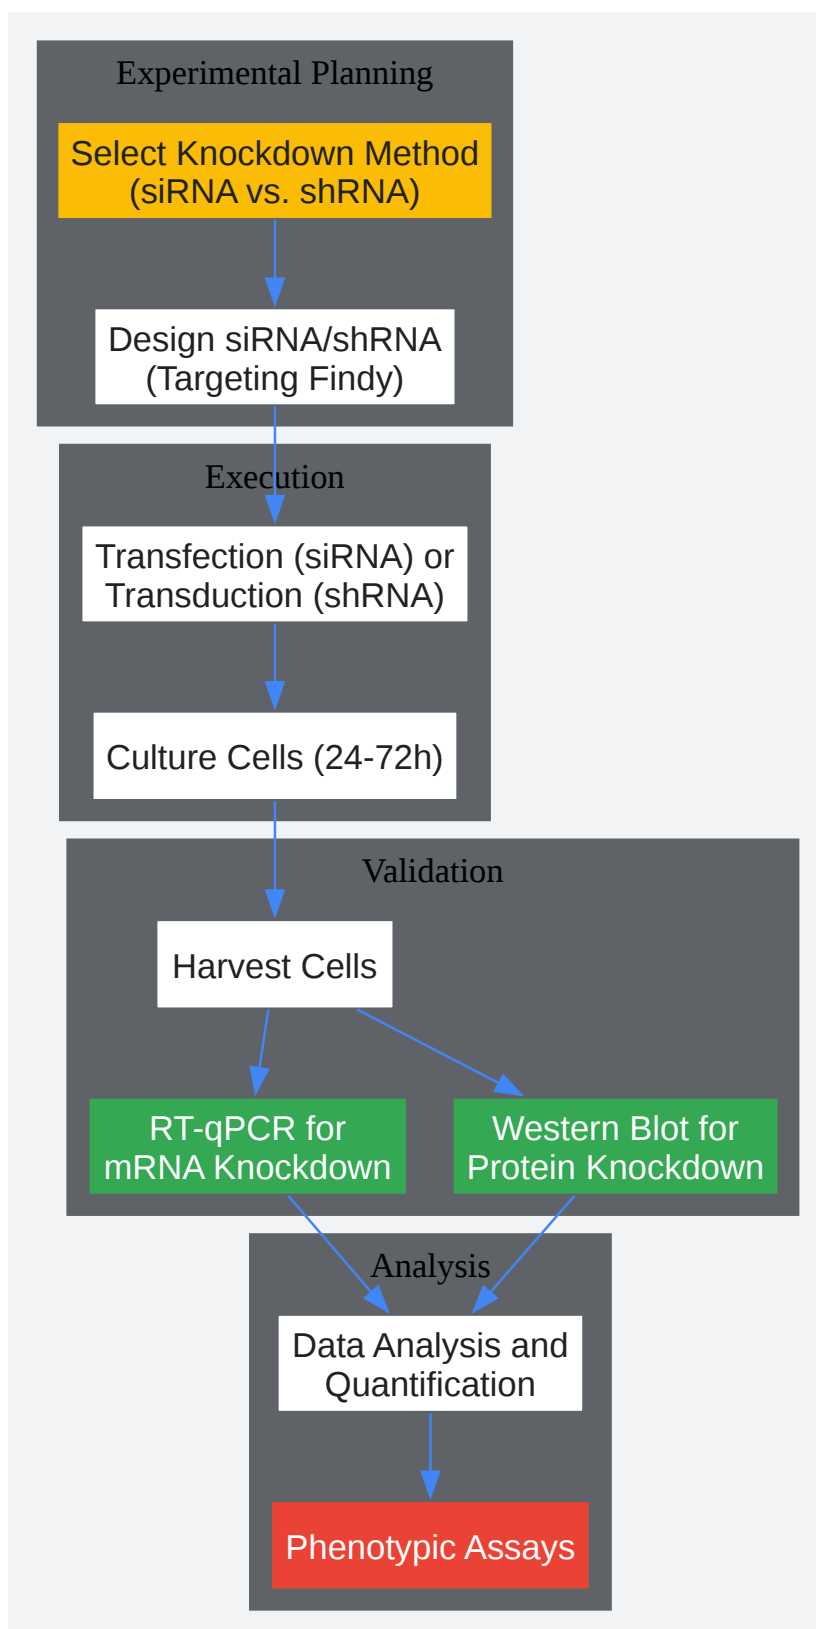 Experimental Planning
Select Knockdown Method
(siRNA vs. shRNA)
Design siRNA/shRNA
(Targeting Findy)
Execution
Transfection (siRNA) or
Transduction (shRNA)
Culture Cells (24-72h)
Validation
Harvest Cells
RT-qPCR for
mRNA Knockdown
Western Blot for
Protein Knockdown
Analysis
Data Analysis and
Quantification
Phenotypic Assays